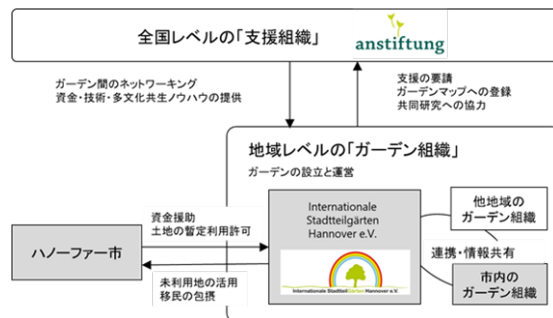 全国レベルの「支援組織」
anstiftung
ガーデン間のネットワーキング
資金・技術・多文化共生ノウハウの提供
支援の要請
ガーデンマップへの登録
共同研究への協力
地域レベルの「ガーデン組織」
ガーデンの設立と運営
資金援助
土地の暫定利用許可
ハノーファー市
未利用地の活用
移民の包摂
Internationale
Stadtteilgärten
Hannover e.V.
Internationale StadtteilGärten Hannover e.V.
他地域の
ガーデン組織
連携・情報共有
市内の
ガーデン組織